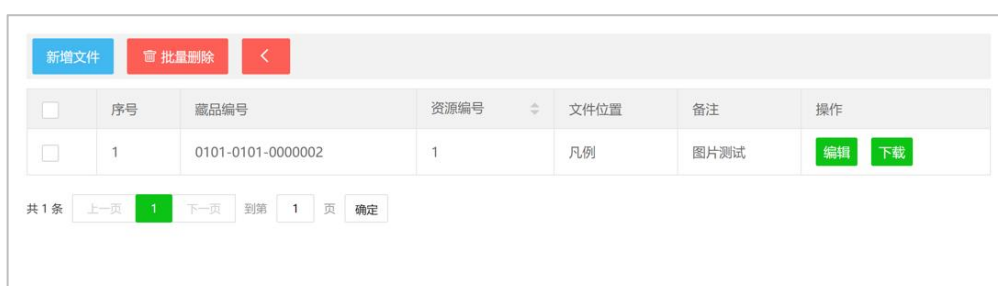 新增文件 批量删除
序号 藏品编号 资源编号 文件位置 备注 操作
1 0101-0101-0000002 1 凡例 图片测试 编辑 下载
共 1 条 上一页 1 下一页 到第 1 页 确定